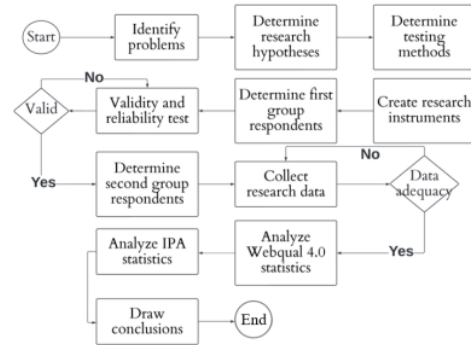 Start
Identify
problems
Determine
research
hypotheses
Determine
testing
methods
No
Valid
Validity and
reliability test
Determine first
group
respondents
Create research
instruments
Yes
Determine
second group
respondents
Collect
research data
No
Data
adequacy
Analyze IPA
statistics
Analyze
Webqual 4.0
statistics
Yes
Draw
conclusions
End